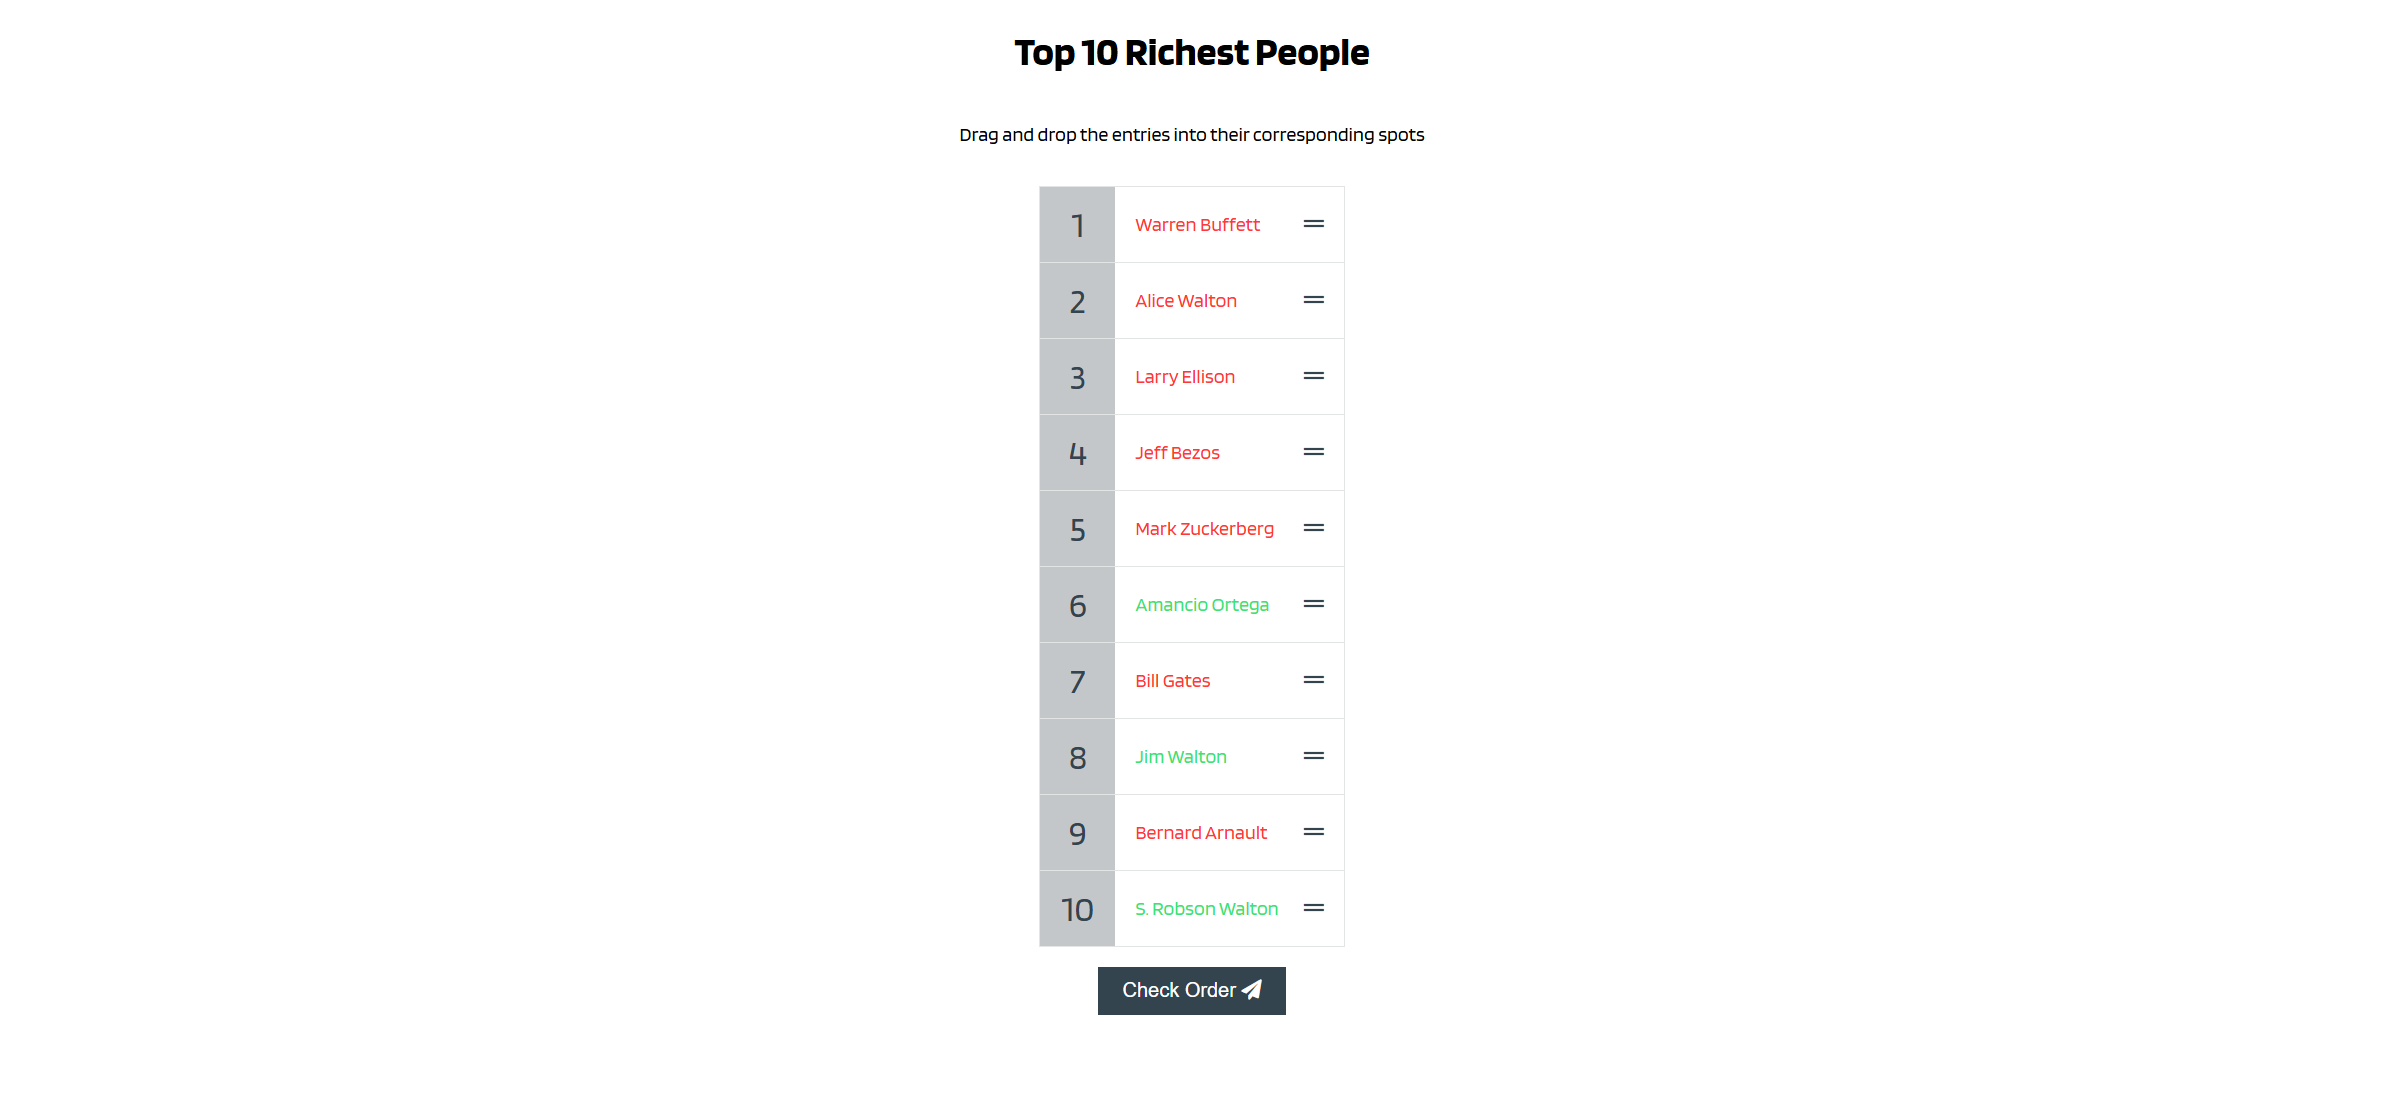 Top 10 Richest People
Drag and drop the entries into their corresponding spots
1 Warren Buffett
2 Alice Walton
3 Larry Ellison
4 Jeff Bezos
5 Mark Zuckerberg
6 Amancio Ortega
7 Bill Gates
8 Jim Walton
9 Bernard Arnault
10 S. Robson Walton
Check Order